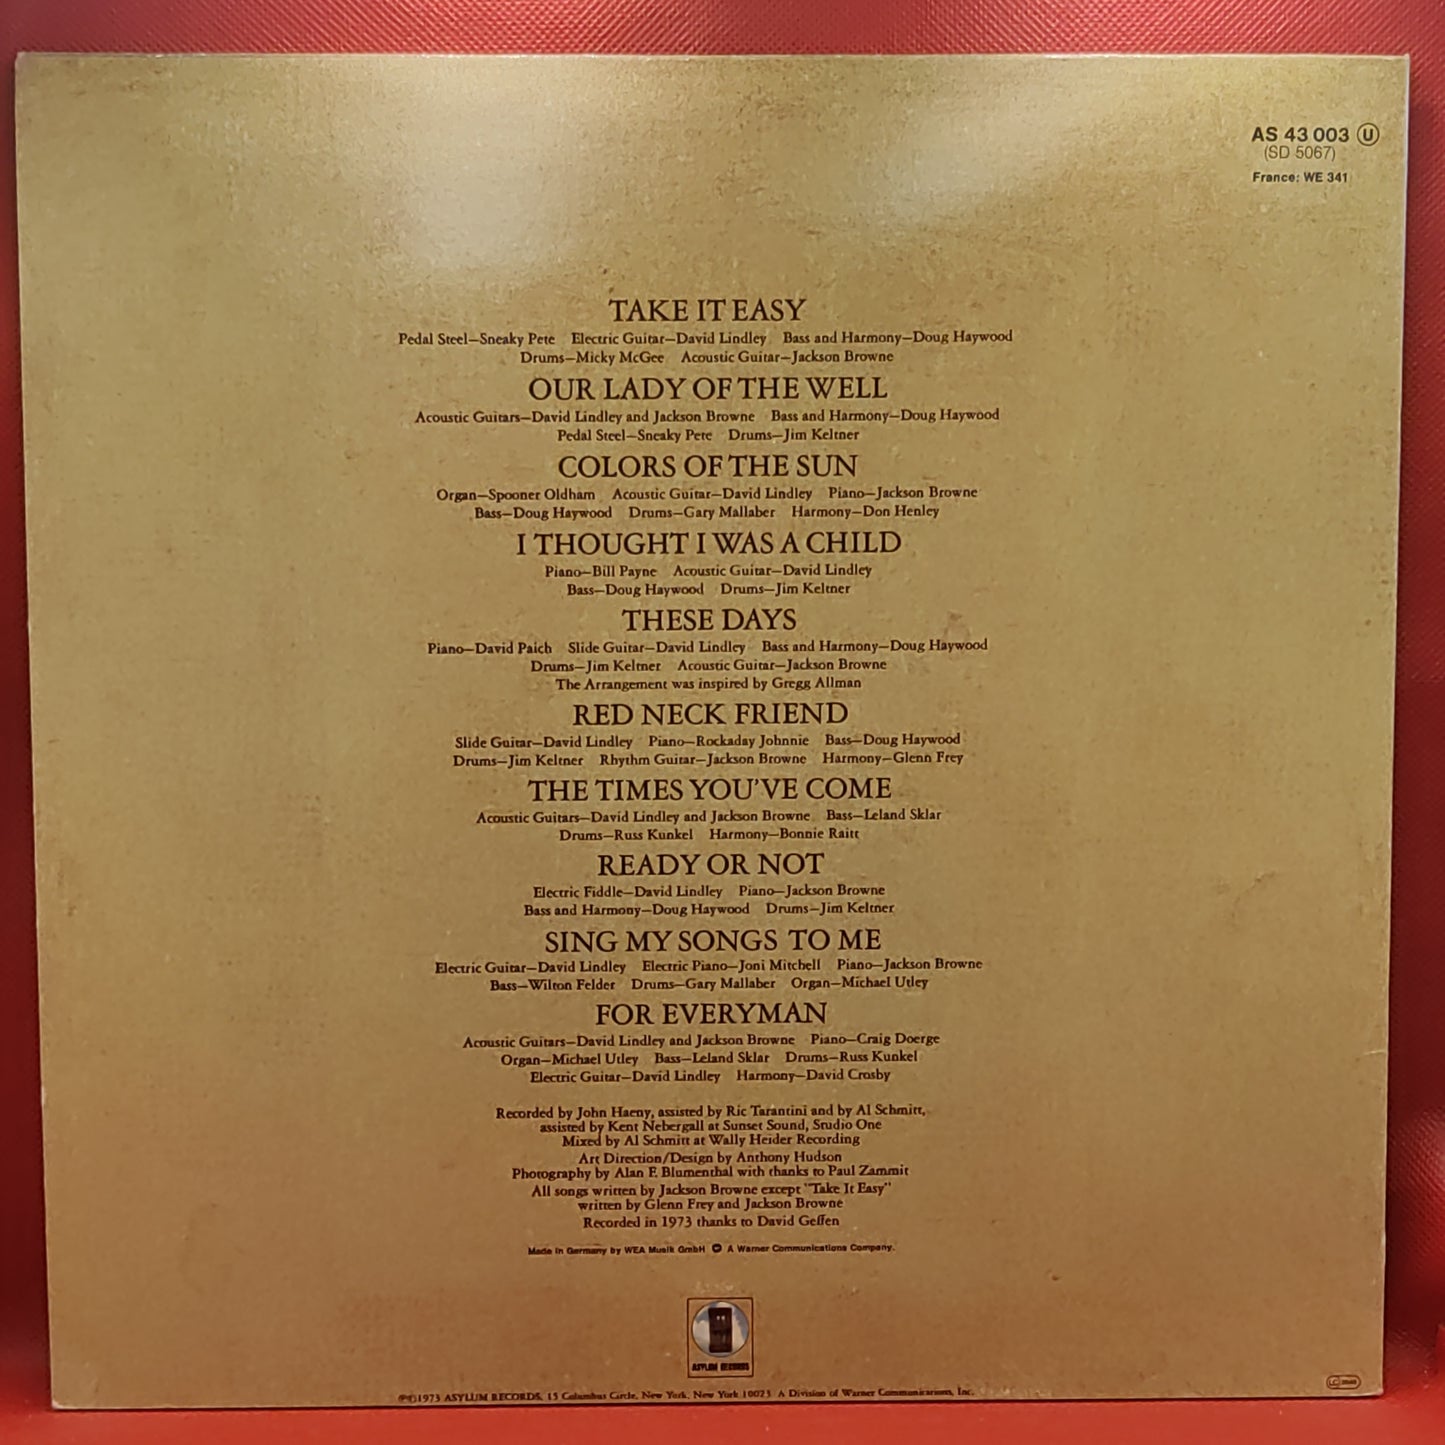 AS 43 003 Ⓤ
(SD 5067)
France: WE 341
TAKE IT EASY
Pedal Steel—Sneaky Pete Electric Guitar—David Lindley Bass and Harmony—Doug Haywood
Drums—Micky McGee Acoustic Guitar—Jackson Browne
OUR LADY OF THE WELL
Acoustic Guitars—David Lindley and Jackson Browne Bass and Harmony—Doug Haywood
Pedal Steel—Sneaky Pete Drums—Jim Keltner
COLORS OF THE SUN
Organ—Spooner Oldham Acoustic Guitar—David Lindley Piano—Jackson Browne
Bass—Doug Haywood Drums—Gary Mallaber Harmony—Don Henley
I THOUGHT I WAS A CHILD
Piano—Bill Payne Acoustic Guitar—David Lindley
Bass—Doug Haywood Drums—Jim Keltner
THESE DAYS
Piano—David Paich Slide Guitar—David Lindley Bass and Harmony—Doug Haywood
Drums—Jim Keltner Acoustic Guitar—Jackson Browne
The Arrangement was inspired by Gregg Allman
RED NECK FRIEND
Slide Guitar—David Lindley Piano—Rockaday Johnnie Bass—Doug Haywood
Drums—Jim Keltner Rhythm Guitar—Jackson Browne Harmony—Glenn Frey
THE TIMES YOU'VE COME
Acoustic Guitars—David Lindley and Jackson Browne Bass—Leland Sklar
Drums—Russ Kunkel Harmony—Bonnie Raitt
READY OR NOT
Electric Fiddle—David Lindley Piano—Jackson Browne
Bass and Harmony—Doug Haywood Drums—Jim Keltner
SING MY SONGS TO ME
Electric Guitar—David Lindley Electric Piano—Joni Mitchell Piano—Jackson Browne
Bass—Wilton Felder Drums—Gary Mallaber Organ—Michael Utley
FOR EVERYMAN
Acoustic Guitars—David Lindley and Jackson Browne Piano—Craig Doerge
Organ—Michael Utley Bass—Leland Sklar Drums—Russ Kunkel
Electric Guitar—David Lindley Harmony—David Crosby
Recorded by John Haeny, assisted by Ric Tarantini and by Al Schmitt,
assisted by Kent Nebergall at Sunset Sound, Studio One
Mixed by Al Schmitt at Wally Heider Recording
Art Direction/Design by Anthony Hudson
Photography by Alan F. Blumenthal with thanks to Paul Zammit
All songs written by Jackson Browne except "Take It Easy"
written by Glenn Frey and Jackson Browne
Recorded in 1973 thanks to David Geffen
Made in Germany by WEA Musik GmbH A Warner Communications Company.
ASYLUM RECORDS
℗©1973 ASYLUM RECORDS, 15 Columbus Circle, New York, New York 10023 A Division of Warner Communications, Inc.
LC